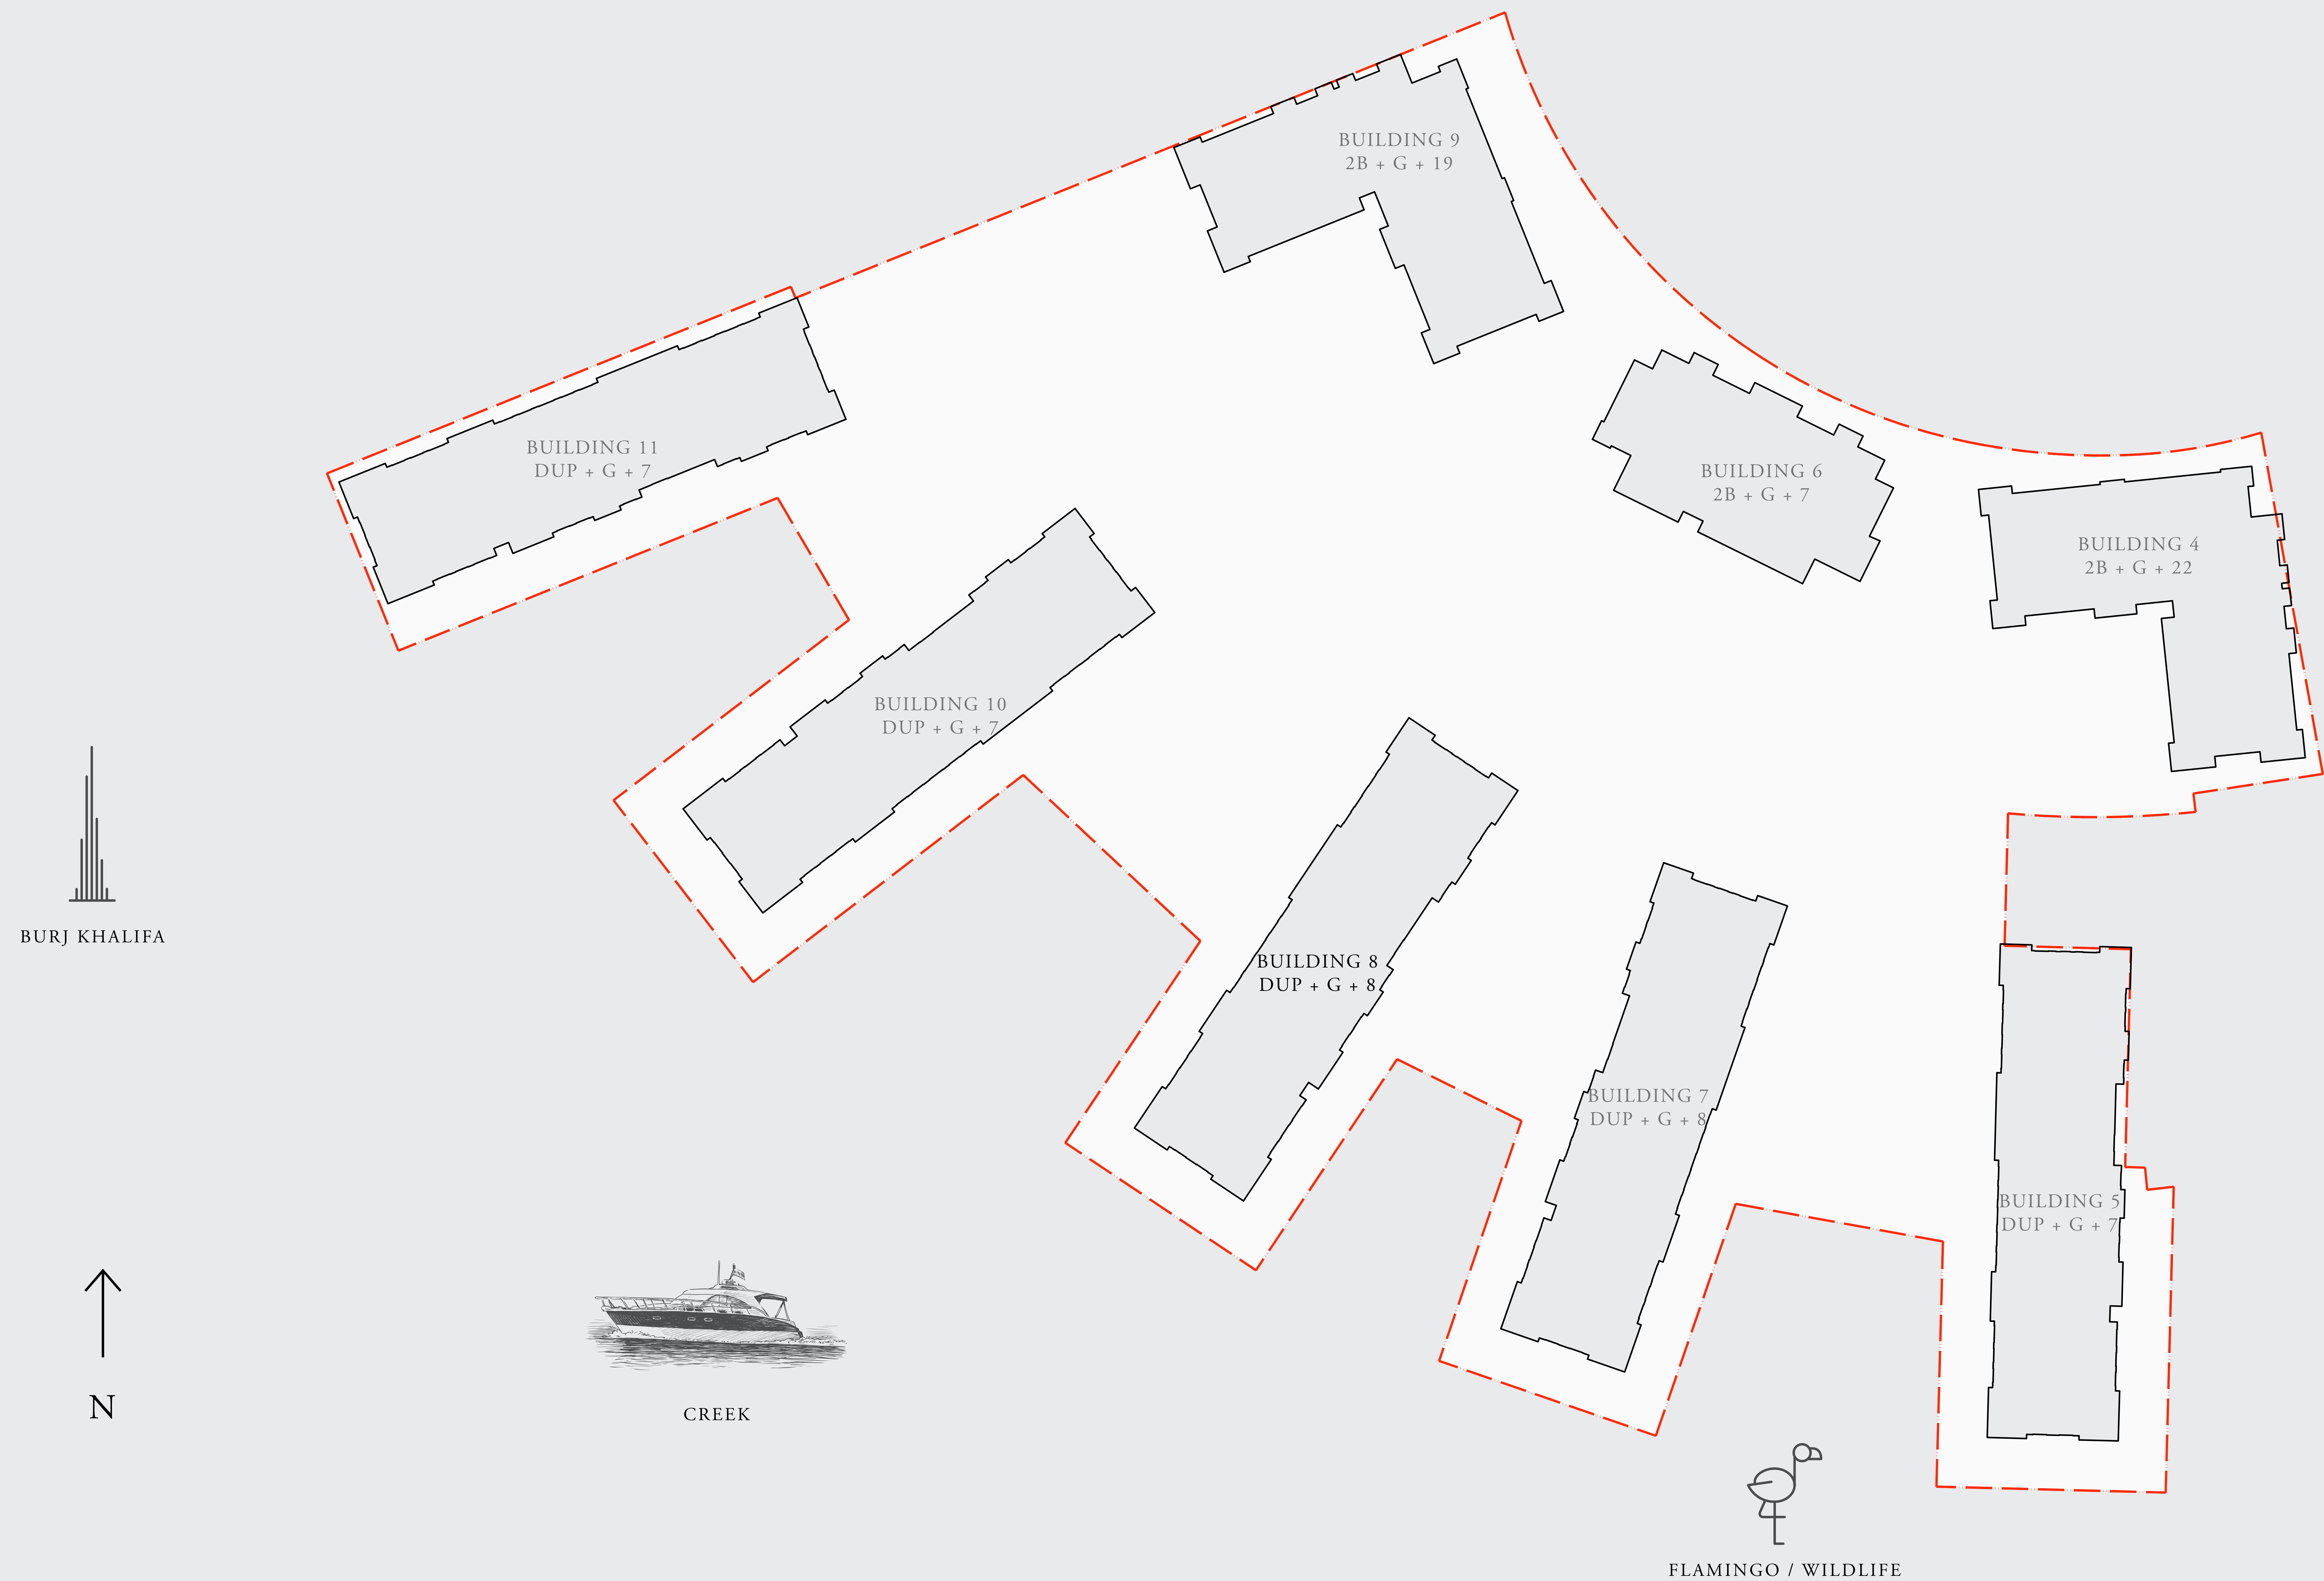 BUILDING 9
2B + G + 19
BUILDING 11
DUP + G + 7
BUILDING 6
2B + G + 7
BUILDING 4
2B + G + 22
BUILDING 10
DUP + G + 7
BURJ KHALIFA
BUILDING 8
DUP + G + 8
BUILDING 7
DUP + G + 8
BUILDING 5
DUP + G + 7
N
CREEK
FLAMINGO / WILDLIFE